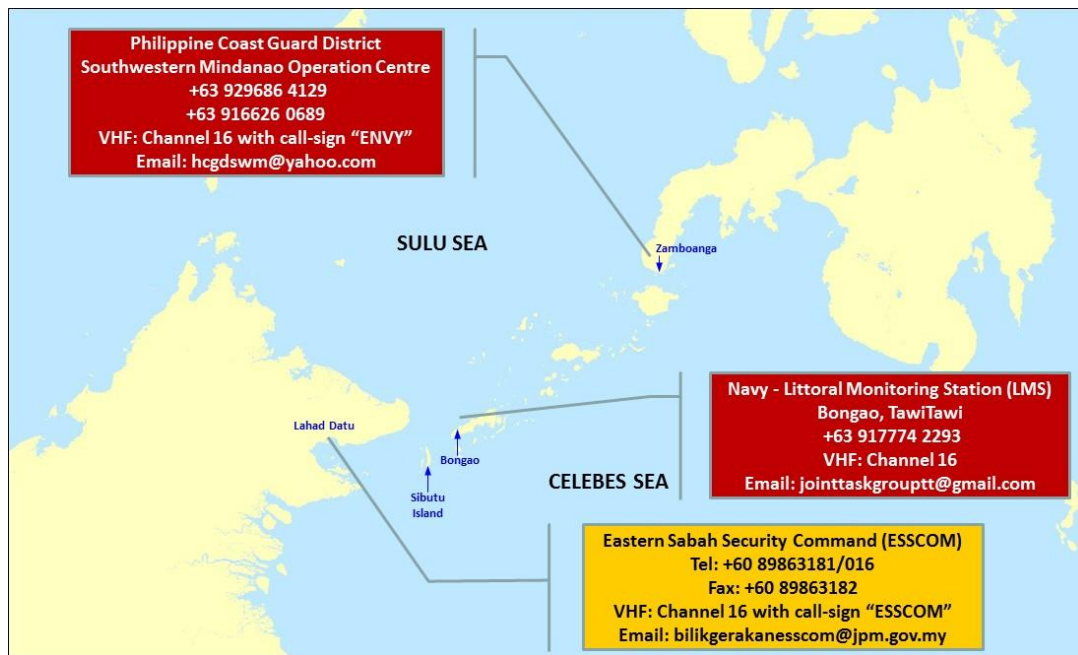 Philippine Coast Guard District
Southwestern Mindanao Operation Centre
+63 929686 4129
+63 916626 0689
VHF: Channel 16 with call-sign “ENVY”
Email: hcgdswm@yahoo.com
SULU SEA
Zamboanga
Navy - Littoral Monitoring Station (LMS)
Bongao, TawiTawi
+63 917774 2293
VHF: Channel 16
Email: jointtaskgrouptt@gmail.com
Lahad Datu
Bongao
Sibutu
Island
CELEBES SEA
Eastern Sabah Security Command (ESSCOM)
Tel: +60 89863181/016
Fax: +60 89863182
VHF: Channel 16 with call-sign “ESSCOM”
Email: bilikgerakanesscom@jpm.gov.my